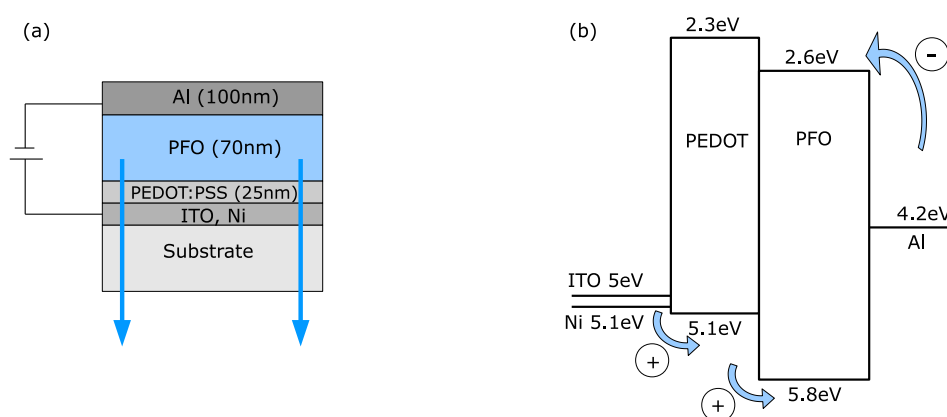 (a)
Al (100nm)
PFO (70nm)
PEDOT:PSS (25nm)
ITO, Ni
Substrate
(b)
2.3eV
2.6eV
-
PEDOT
PFO
4.2eV
Al
ITO 5eV
Ni 5.1eV
5.1eV
+
5.8eV
+